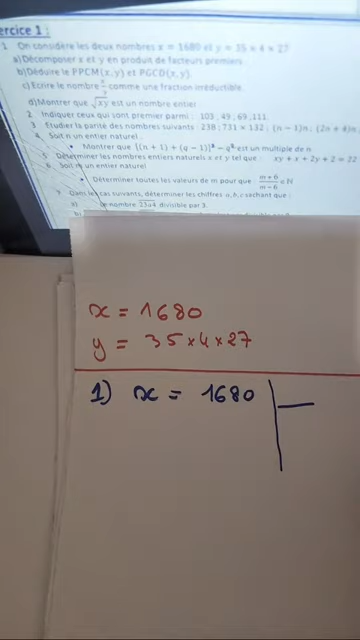 Exercice 1 :
1 On considère les deux nombres x = 1680 et y = 35 × 4 × 27
a)Décomposer x et y en produit de facteurs premiers
b)Déduire le PPCM(x, y) et PGCD(x, y).
c) Ecrire le nombre comme une fraction irréductible
d)Montrer que √xy est un nombre entier
2 Indiquer ceux qui sont premier parmi : 103 ; 49 ; 69 ; 111
3 Etudier la parité des nombres suivants : 238 ; 731 × 132 ; (n − 1)n ;
4 Soit n un entier naturel
• Montrer que est un multiple de n
5 Déterminer les nombres entiers naturels x et y tel que : xy + x + 2y + 2 = 22
6 Soit m un entier naturel
• Déterminer toutes les valeurs de m pour que : (m+6)/(m−6) ∈ ℕ
7 Dans les cas suivants, déterminer les chiffres a, b, c sachant que :
a) nombre divisible par 3.
x = 1680
y = 35 × 4 × 27
1) x = 1680